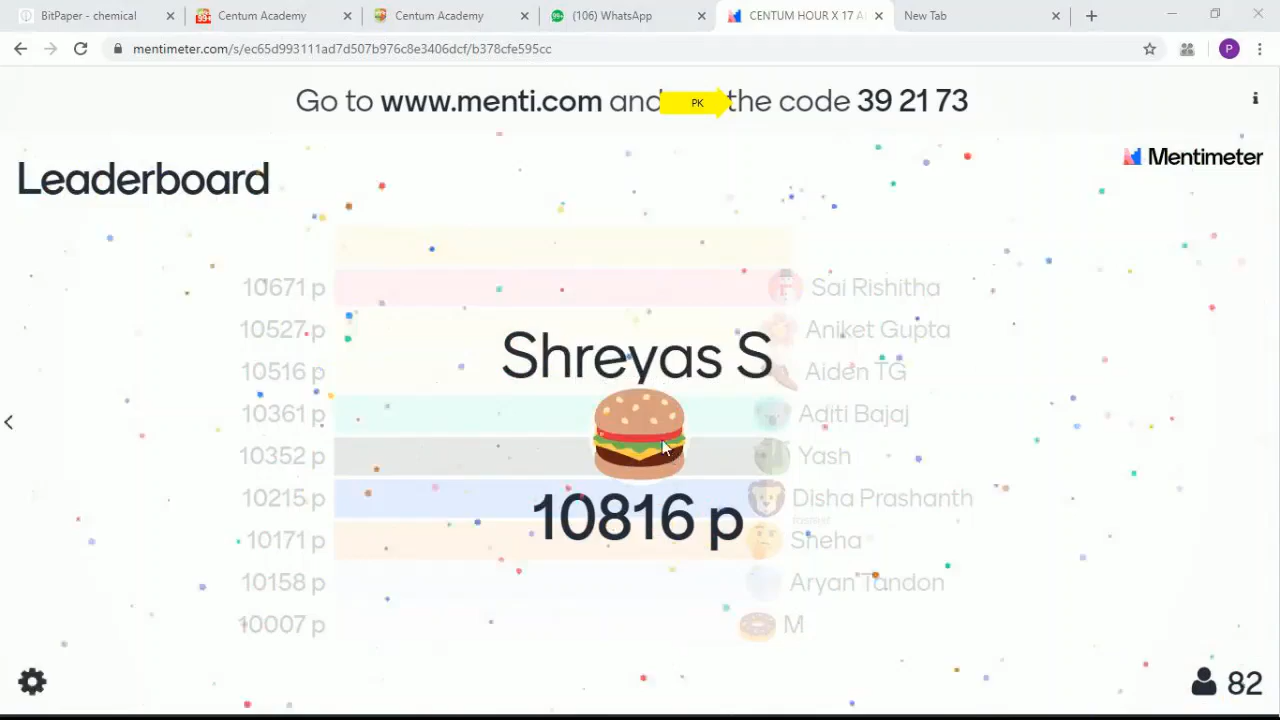 BitPaper - chemical
Centum Academy
Centum Academy
(106) WhatsApp
CENTUM HOUR X 17 A
New Tab
mentimeter.com/s/ec65d993111ad7d507b976c8e3406dcf/b378cfe595cc
P
Go to www.menti.com and the code 39 21 73
PK
Mentimeter
Leaderboard
10671 p Sai Rishitha
10527 p Aniket Gupta
Shreyas S
10516 p Aiden TG
10361 p Aditi Bajaj
10352 p Yash
10215 p Disha Prashanth
fastest
10816 p
10171 p Sneha
10158 p Aryan Tandon
10007 p M
82